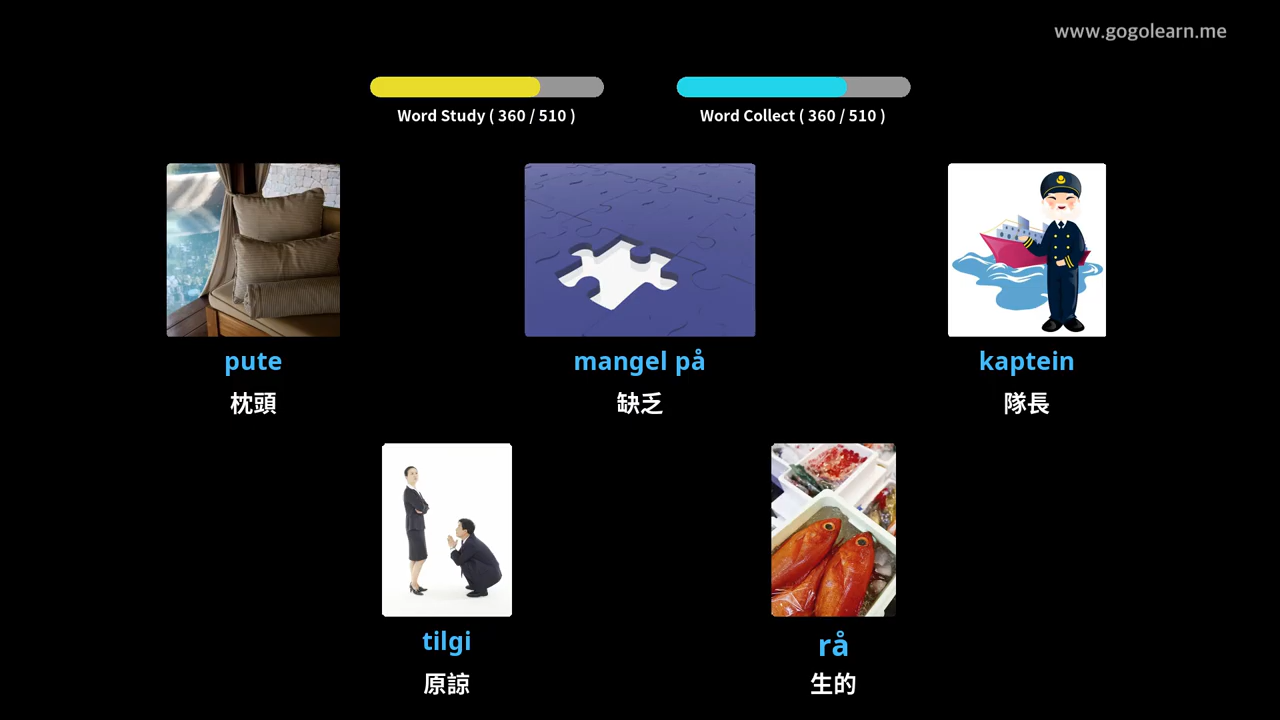 www.gogolearn.me
Word Study ( 360 / 510 )
Word Collect ( 360 / 510 )
pute
枕頭
mangel på
缺乏
kaptein
隊長
tilgi
原諒
rå
生的